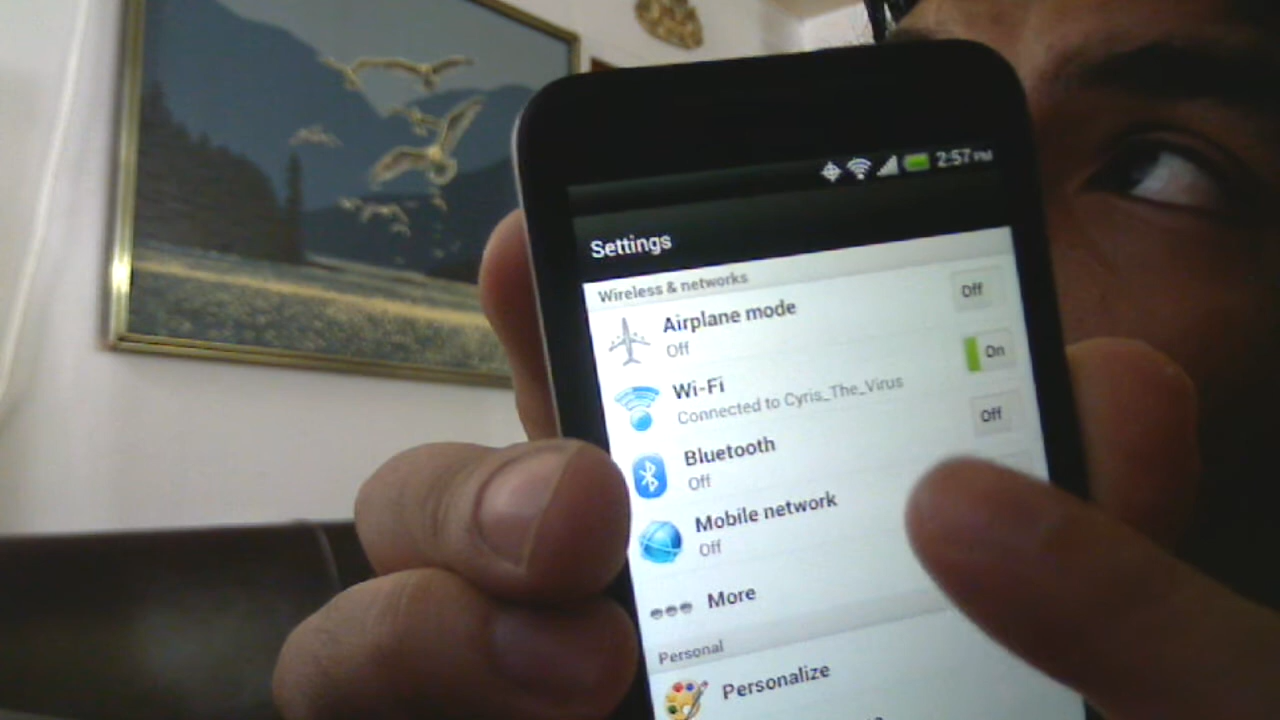 2:57 PM
Settings
Wireless & networks
Airplane mode
Off
Off
Wi-Fi
Connected to Cyris_The_Virus
On
Bluetooth
Off
Off
Mobile network
Off
More
Personal
Personalize